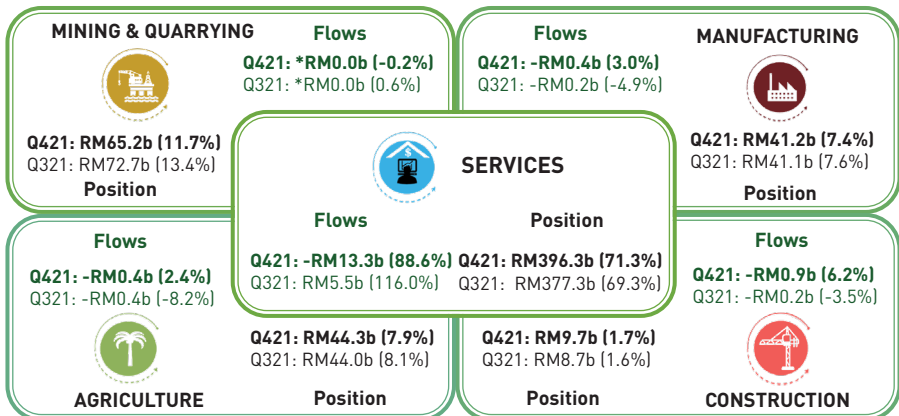 MINING & QUARRYING
Flows
Q421: *RM0.0b (-0.2%)
Q321: *RM0.0b (0.6%)
Q421: RM65.2b (11.7%)
Q321: RM72.7b (13.4%)
Position
Flows
Q421: -RM0.4b (3.0%)
Q321: -RM0.2b (-4.9%)
MANUFACTURING
Q421: RM41.2b (7.4%)
Q321: RM41.1b (7.6%)
Position
$
SERVICES
Flows
Q421: -RM13.3b (88.6%)
Q321: RM5.5b (116.0%)
Position
Q421: RM396.3b (71.3%)
Q321: RM377.3b (69.3%)
Flows
Q421: -RM0.4b (2.4%)
Q321: -RM0.4b (-8.2%)
Q421: RM44.3b (7.9%)
Q321: RM44.0b (8.1%)
AGRICULTURE
Position
Flows
Q421: -RM0.9b (6.2%)
Q321: -RM0.2b (-3.5%)
Q421: RM9.7b (1.7%)
Q321: RM8.7b (1.6%)
Position
CONSTRUCTION